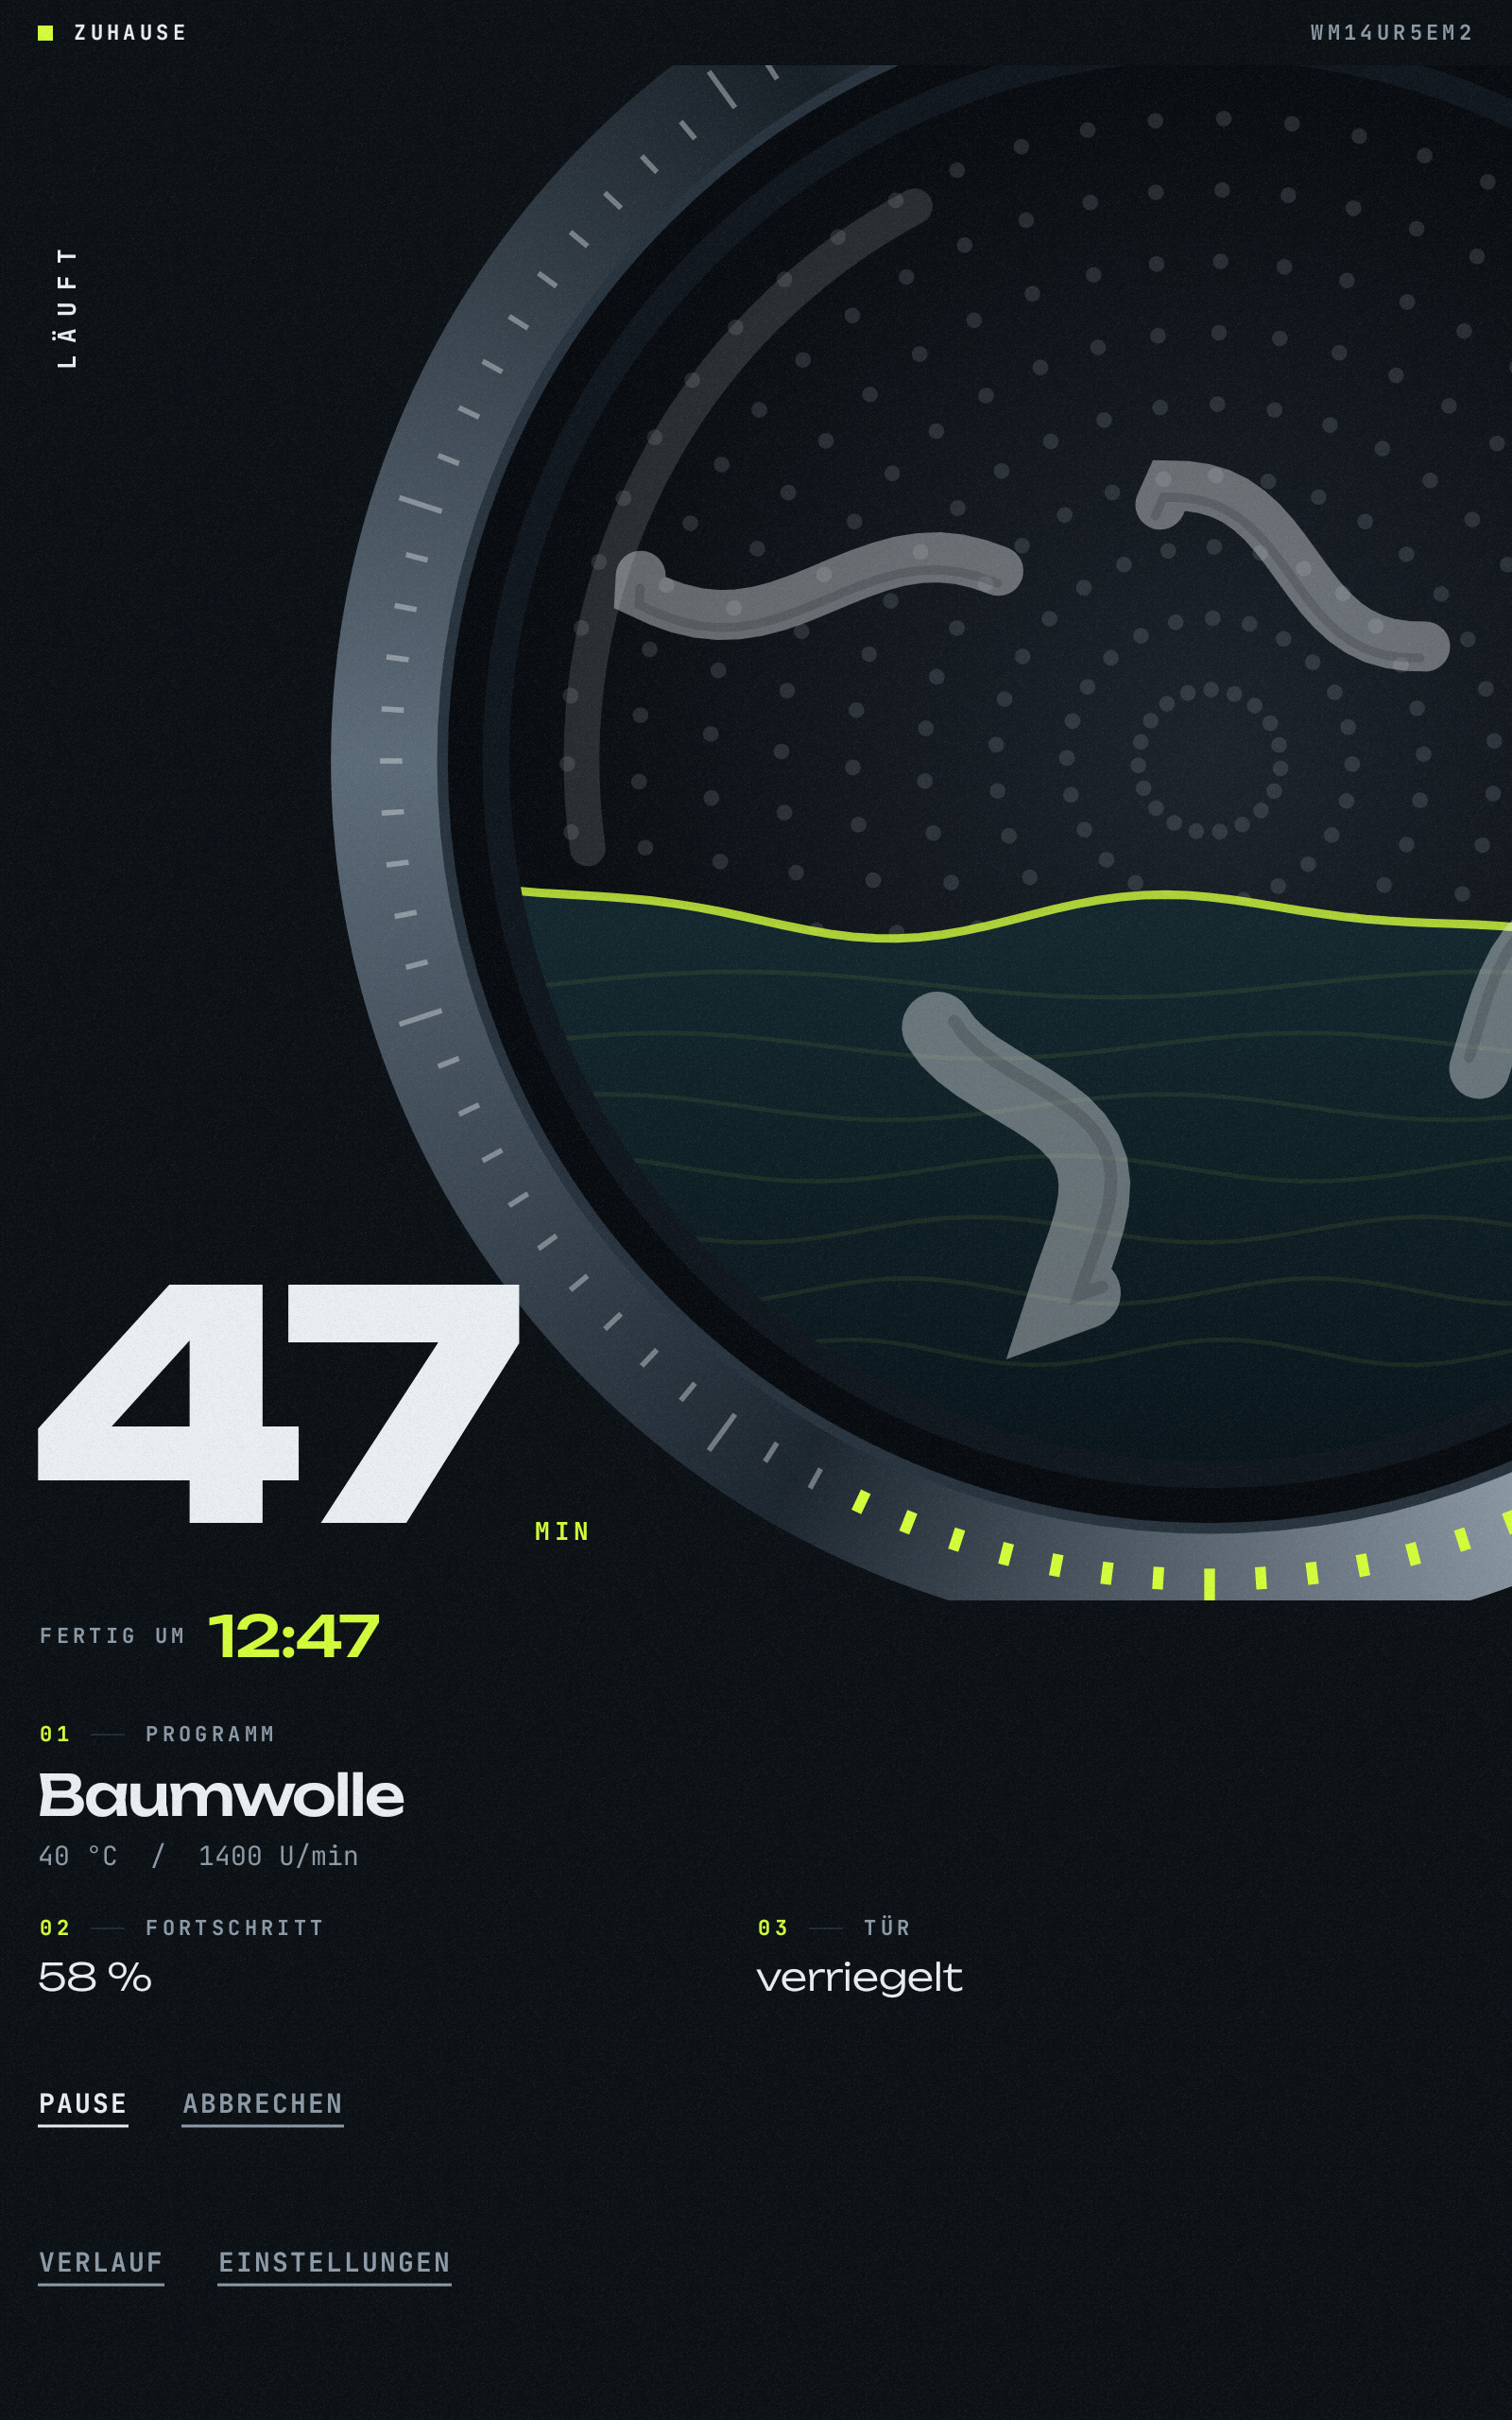 ZUHAUSE
WM14UR5EM2
LÄUFT
47 MIN
FERTIG UM 12:47
01 PROGRAMM
Baumwolle
40 °C / 1400 U/min
02 FORTSCHRITT
58 %
03 TÜR
verriegelt
PAUSE ABBRECHEN
VERLAUF EINSTELLUNGEN